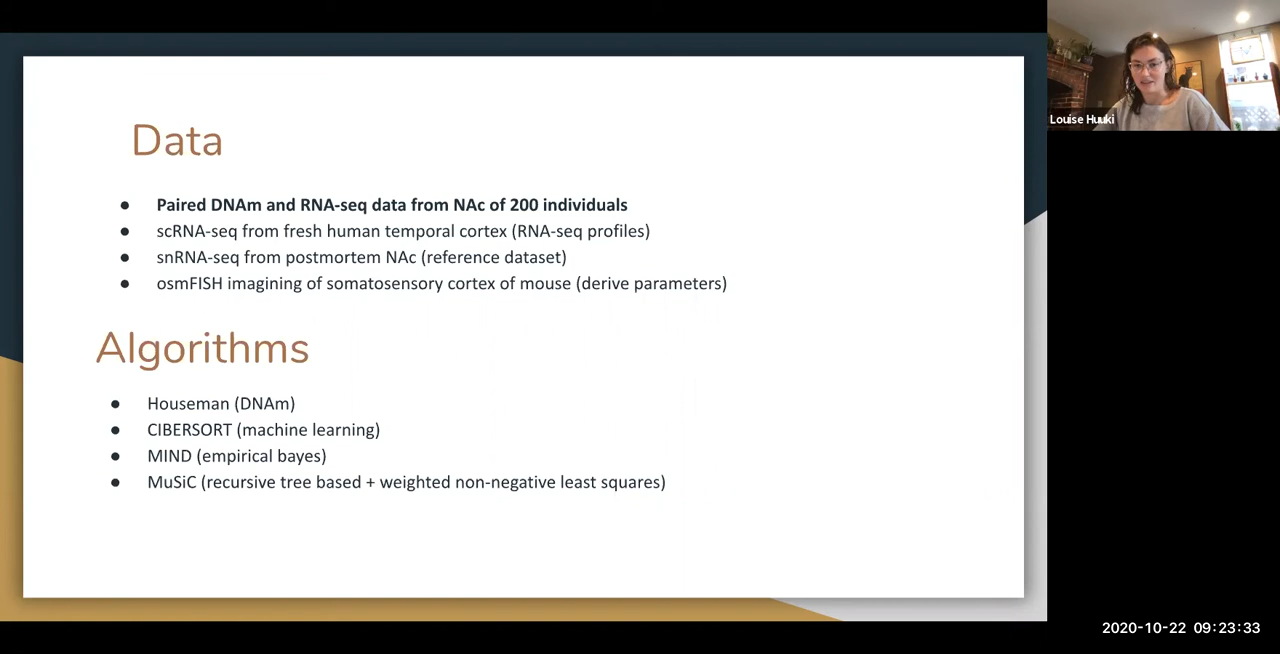 Data
● Paired DNAm and RNA-seq data from NAc of 200 individuals
● scRNA-seq from fresh human temporal cortex (RNA-seq profiles)
● snRNA-seq from postmortem NAc (reference dataset)
● osmFISH imagining of somatosensory cortex of mouse (derive parameters)
Algorithms
● Houseman (DNAm)
● CIBERSORT (machine learning)
● MIND (empirical bayes)
● MuSiC (recursive tree based + weighted non-negative least squares)
Louise Huuki
2020-10-22 09:23:33